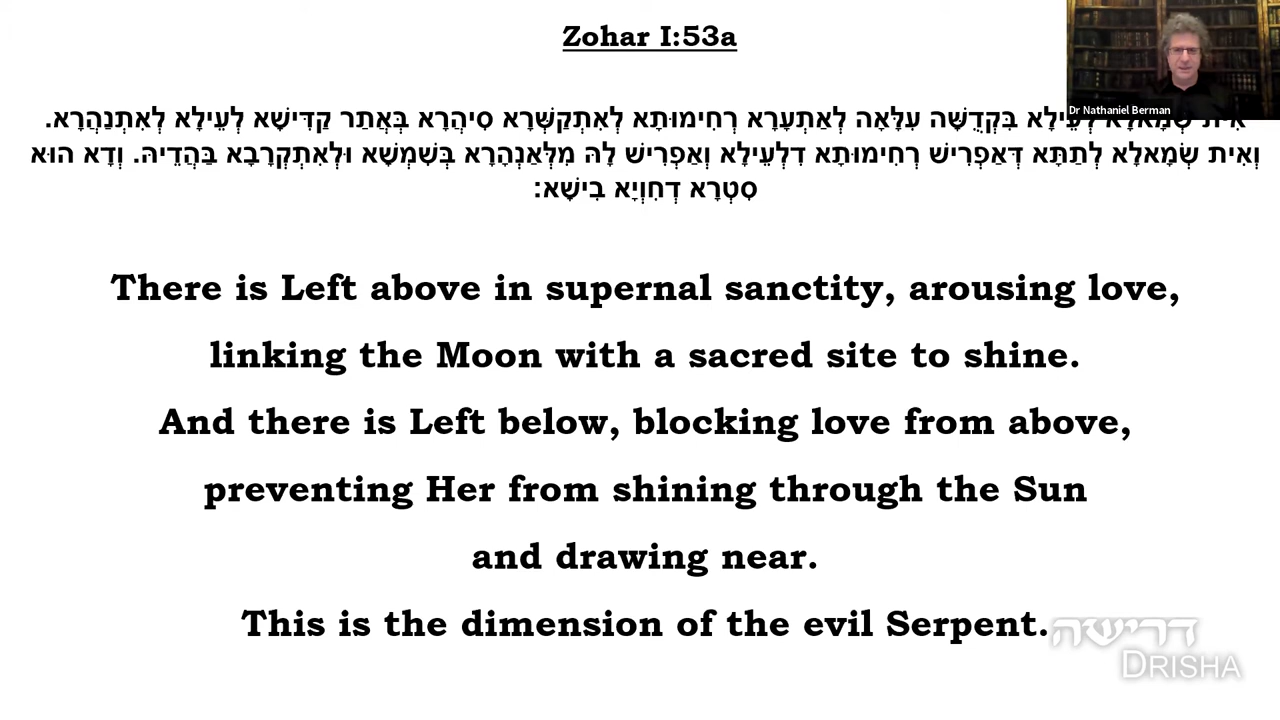 Zohar I:53a
Dr Nathaniel Berman
אִית שְׂמָאלָא לְעֵילָא בִּקְדֻשָּׁה עִלָּאָה לְאַתְעָרָא רְחִימוּתָא לְאִתְקַשְּׁרָא סִיהֲרָא בְּאֲתַר קַדִּישָׁא לְעֵילָא לְאִתְנַהֲרָא.
וְאִית שְׂמָאלָא לְתַתָּא דְּאַפְרִישׁ רְחִימוּתָא דִלְעֵילָא וְאַפְרִישׁ לָהּ מִלְּאַנְהָרָא בְּשִׁמְשָׁא וּלְאִתְקְרָבָא בַּהֲדֵיהּ. וְדָא הוּא
סִטְרָא דְחִוְיָא בִישָׁא:
There is Left above in supernal sanctity, arousing love,
linking the Moon with a sacred site to shine.
And there is Left below, blocking love from above,
preventing Her from shining through the Sun
and drawing near.
This is the dimension of the evil Serpent.
דרישה
DRISHA